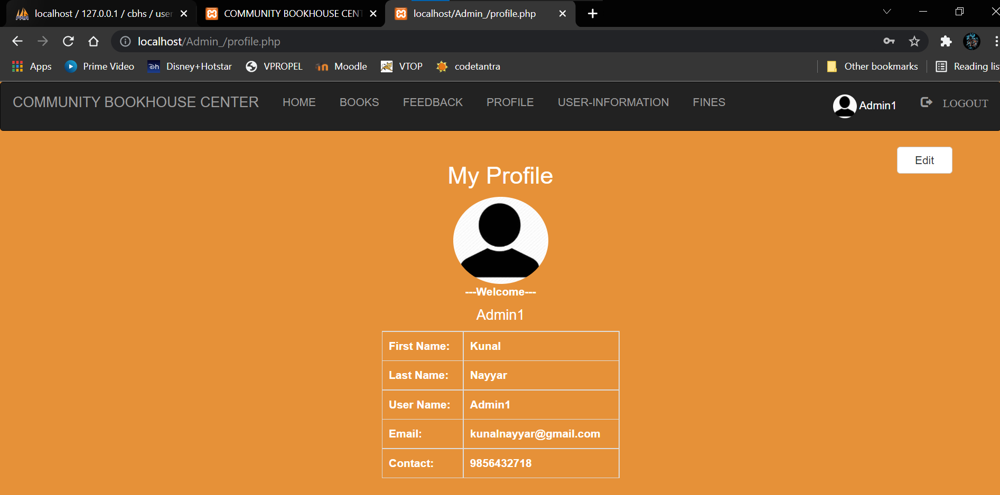 localhost / 127.0.0.1 / cbhs / user
COMMUNITY BOOKHOUSE CENT
localhost/Admin_/profile.php
localhost/Admin_/profile.php
Apps Prime Video Disney+Hotstar VPROPEL Moodle VTOP codetantra Other bookmarks Reading lis
COMMUNITY BOOKHOUSE CENTER HOME BOOKS FEEDBACK PROFILE USER-INFORMATION FINES Admin1 LOGOUT
Edit
My Profile
---Welcome---
Admin1
First Name: Kunal
Last Name: Nayyar
User Name: Admin1
Email: kunalnayyar@gmail.com
Contact: 9856432718